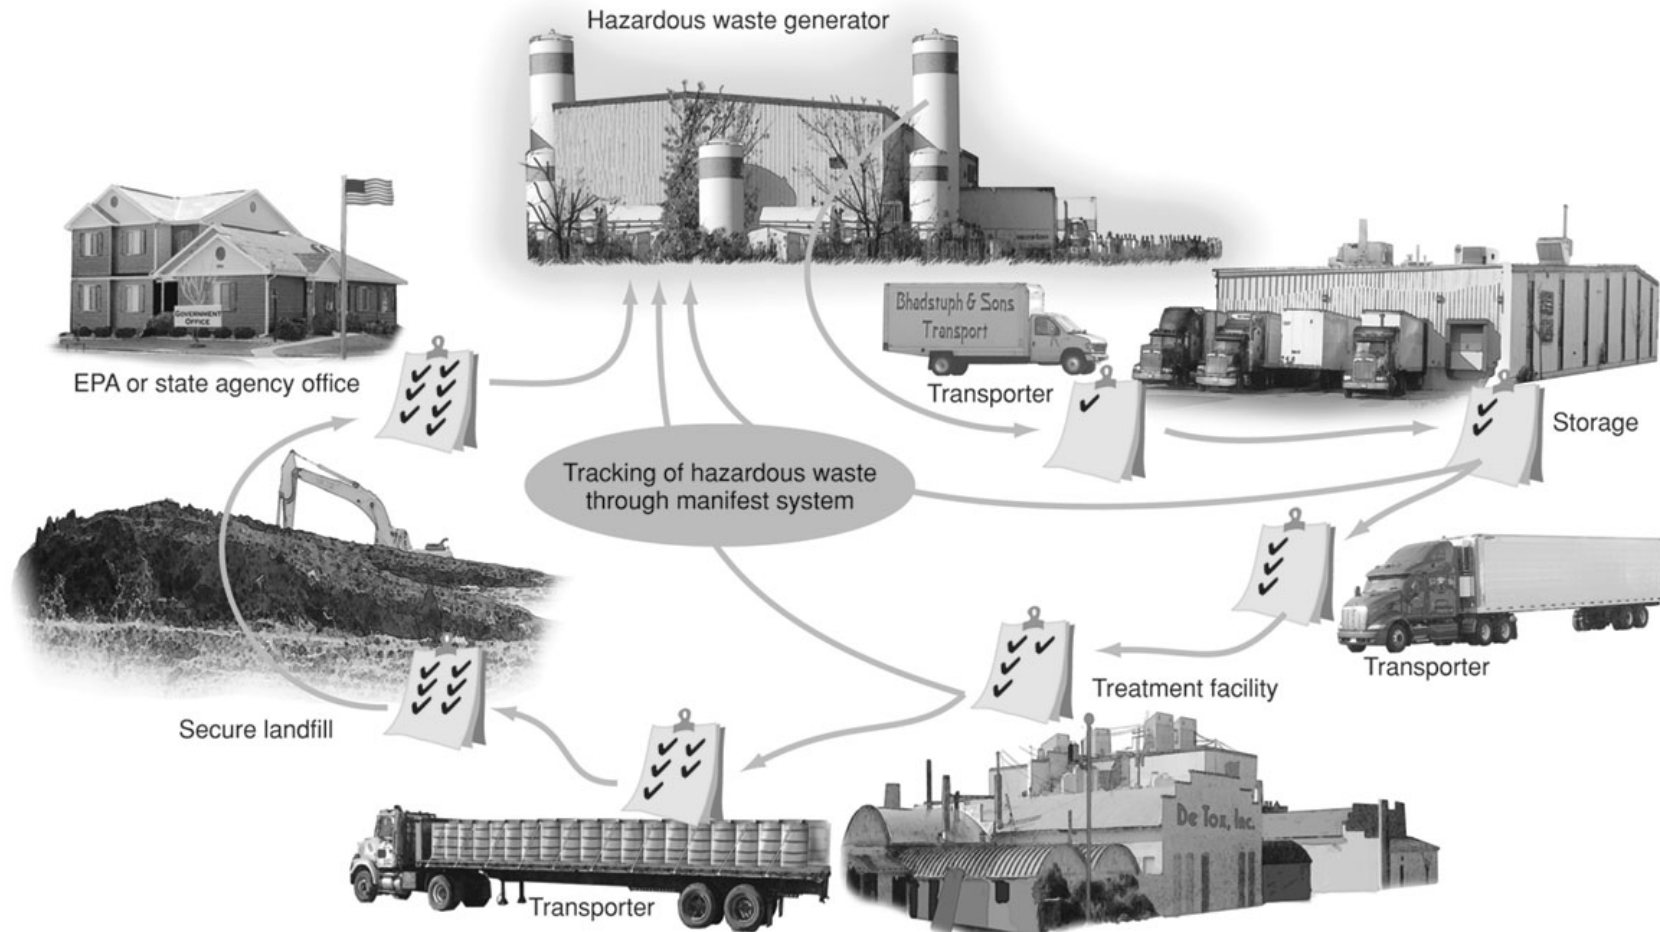 Hazardous waste generator
GOVERNMENT
OFFICE
EPA or state agency office
Bhadstuph & Sons
Transport
Transporter
Storage
Tracking of hazardous waste
through manifest system
Transporter
Treatment facility
Secure landfill
De Tox, Inc.
Transporter